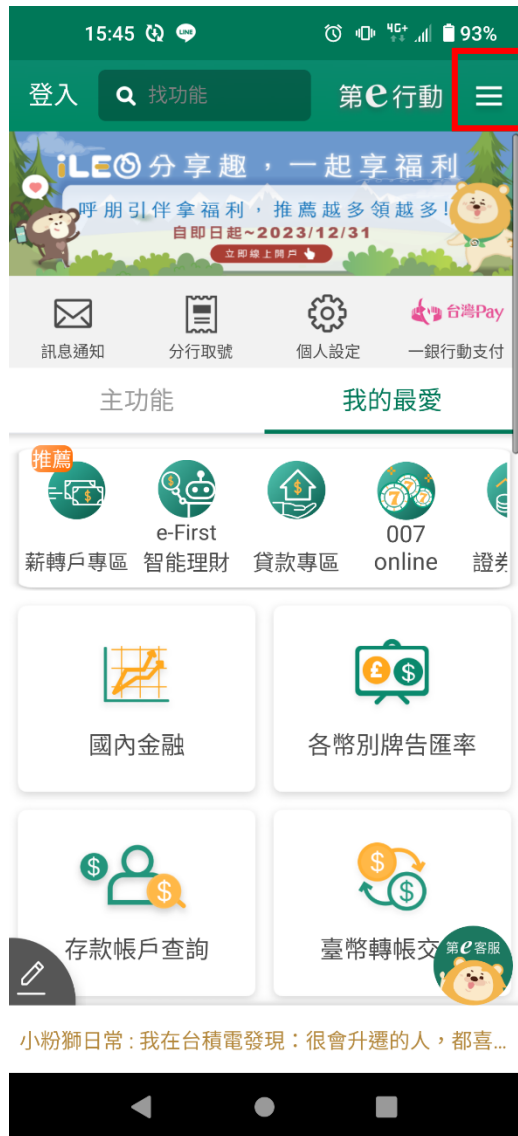 15:45 LINE 4G+ 93%
登入 找功能 第e行動
iLEO分享趣，一起享福利
呼朋引伴拿福利，推薦越多領越多!
自即日起~2023/12/31
立即線上開戶
訊息通知 分行取號 個人設定 台灣Pay 一銀行動支付
主功能 我的最愛
推薦
薪轉戶專區 e-First 智能理財 貸款專區 777 007 online 證券
國內金融 各幣別牌告匯率
存款帳戶查詢 臺幣轉帳交
第e客服
小粉獅日常 : 我在台積電發現：很會升遷的人，都喜...